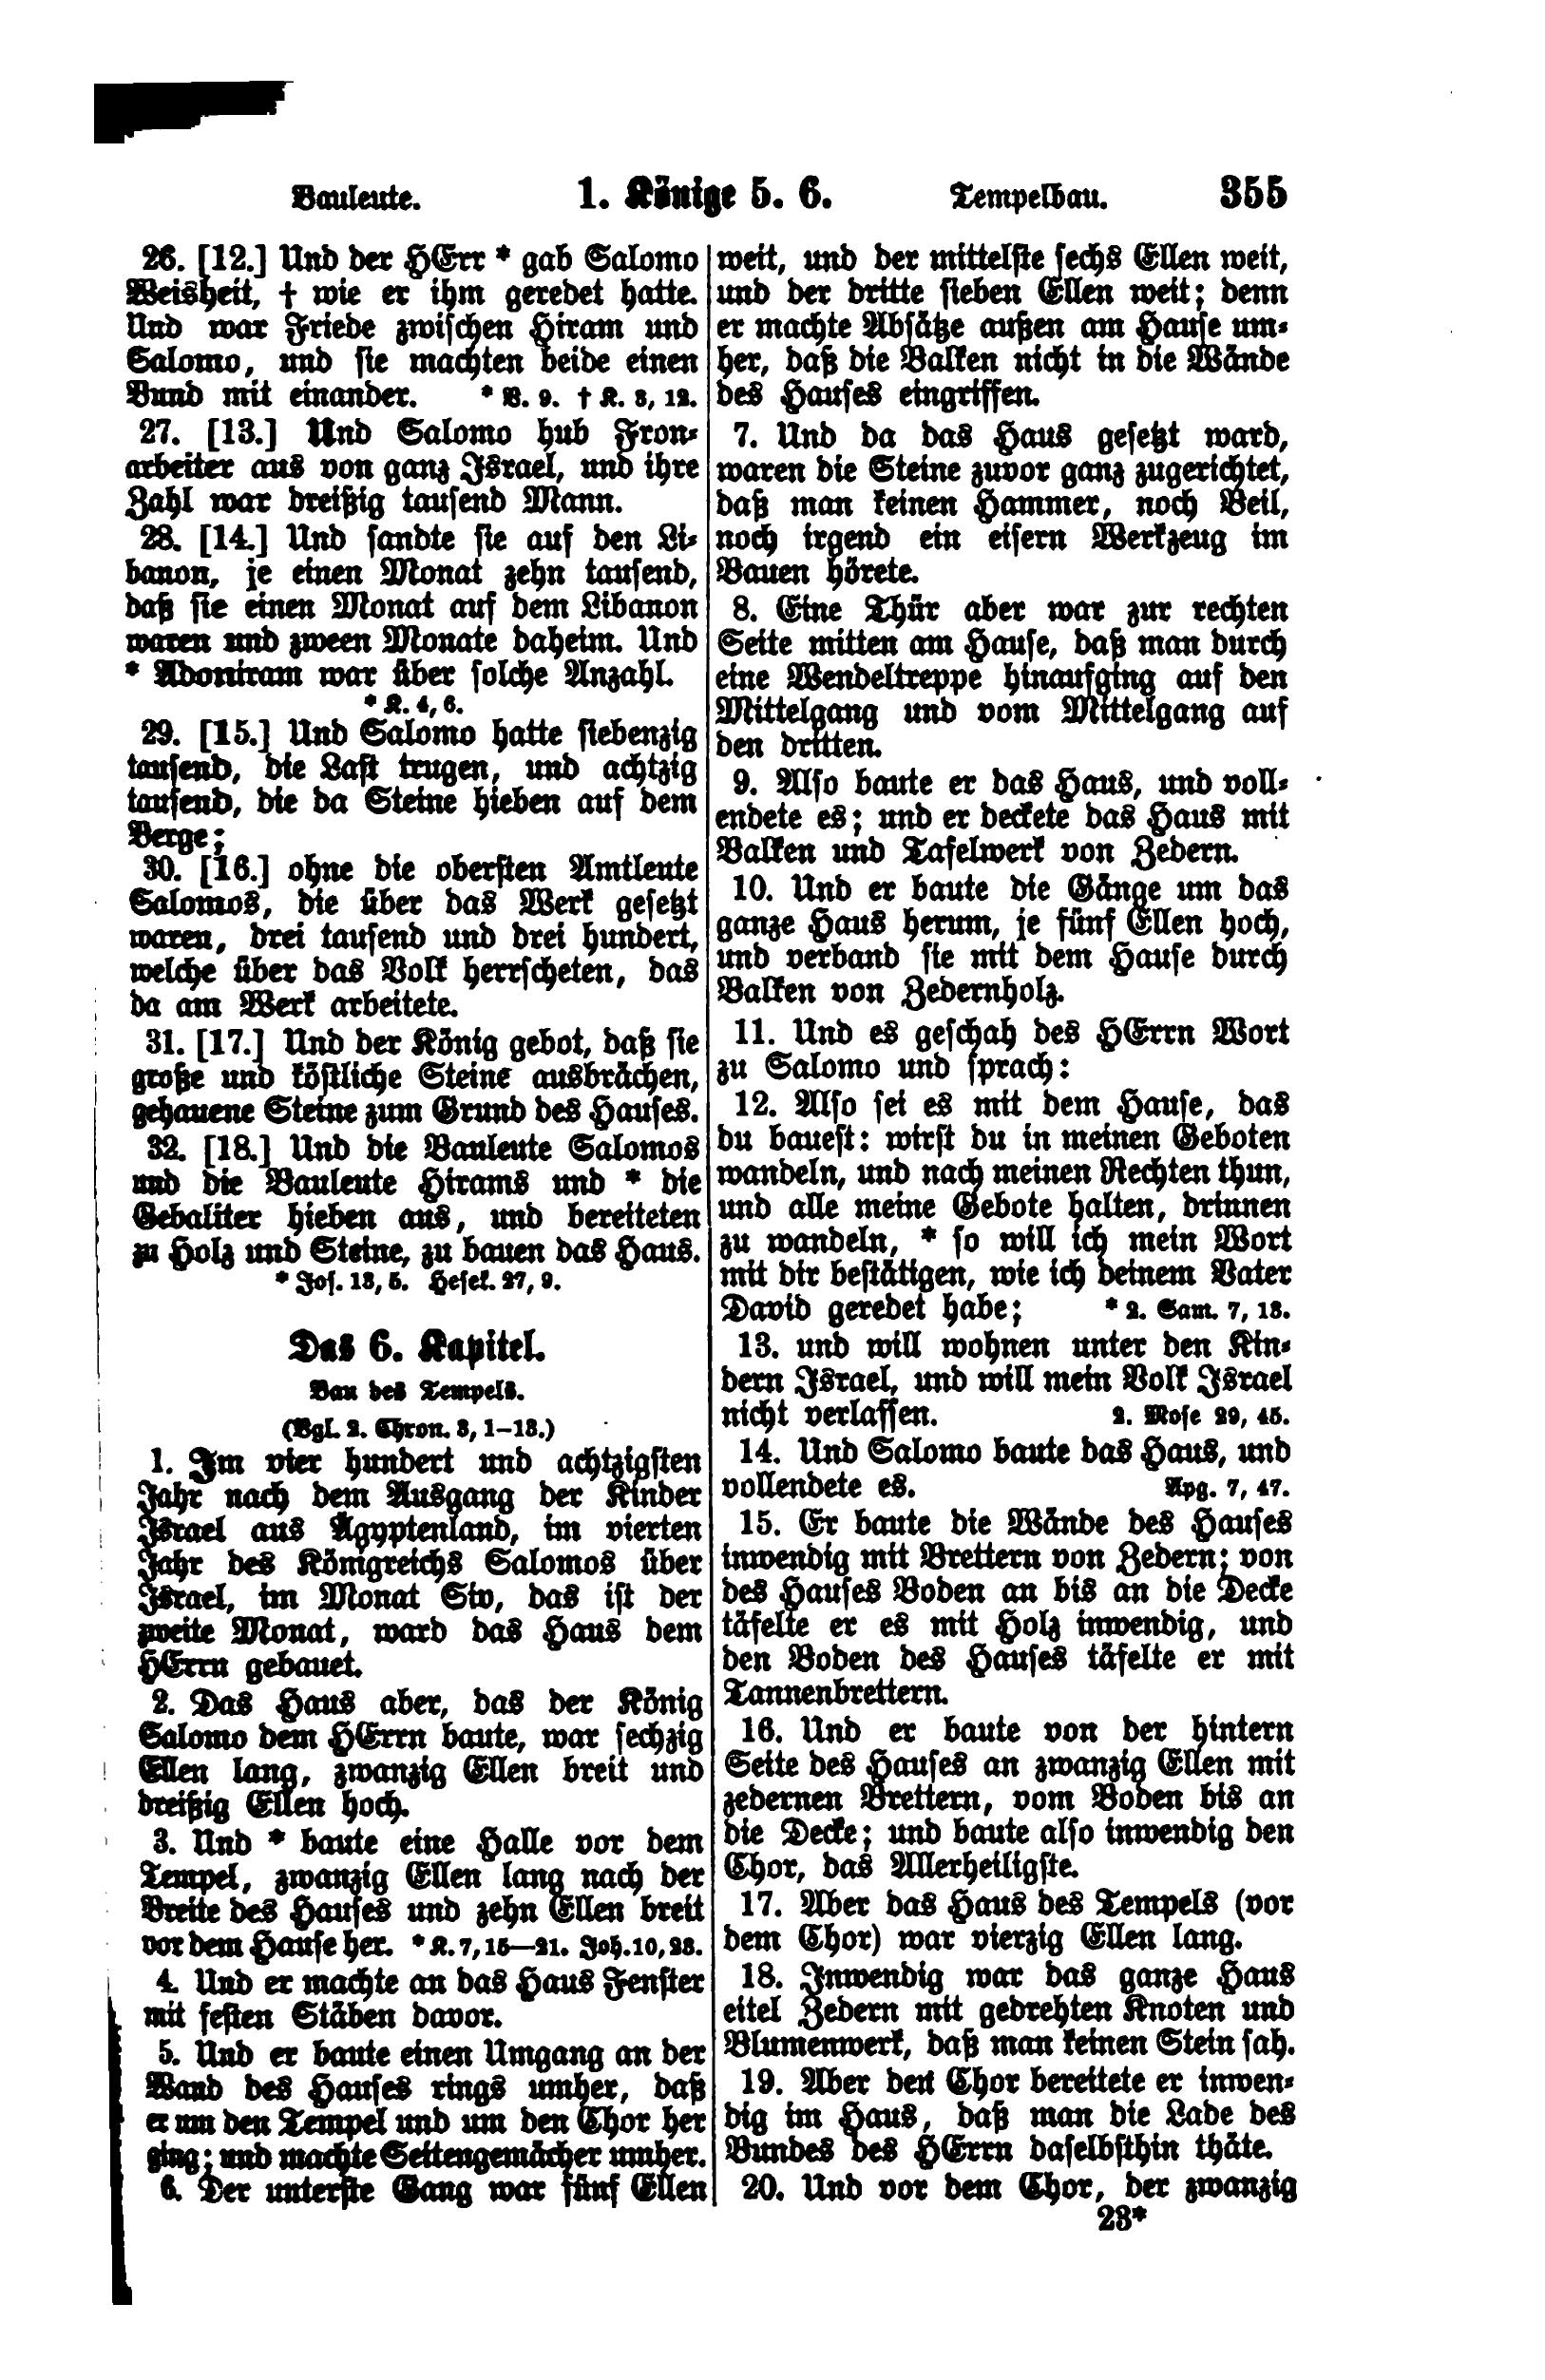 Bauleute. 1. Könige 5. 6. Tempelbau. 355
26. [12.] Und der HErr * gab Salomo
Weisheit, † wie er ihm geredet hatte.
Und war Friede zwischen Hiram und
Salomo, und sie machten beide einen
Bund mit einander. * V. 9. † K. 3, 12.
27. [13.] Und Salomo hub Fron-
arbeiter aus von ganz Israel, und ihre
Zahl war dreißig tausend Mann.
28. [14.] Und sandte sie auf den Li-
banon, je einen Monat zehn tausend,
daß sie einen Monat auf dem Libanon
waren und zween Monate daheim. Und
* Adoniram war über solche Anzahl.
* K. 4, 6.
29. [15.] Und Salomo hatte siebenzig
tausend, die Last trugen, und achtzig
tausend, die da Steine hieben auf dem
Berge;
30. [16.] ohne die obersten Amtleute
Salomos, die über das Werk gesetzt
waren, drei tausend und drei hundert,
welche über das Volk herrscheten, das
da am Werk arbeitete.
31. [17.] Und der König gebot, daß sie
große und köstliche Steine ausbrächen,
gehauene Steine zum Grund des Hauses.
32. [18.] Und die Bauleute Salomos
und die Bauleute Hirams und * die
Gebaliter hieben aus, und bereiteten
zu Holz und Steine, zu bauen das Haus.
* Jos. 13, 5. Hesek. 27, 9.
Das 6. Kapitel.
Bau des Tempels.
(Vgl. 2. Chron. 3, 1–13.)
1. Im vier hundert und achtzigsten
Jahr nach dem Ausgang der Kinder
Israel aus Ägyptenland, im vierten
Jahr des Königreichs Salomos über
Israel, im Monat Siv, das ist der
zweite Monat, ward das Haus dem
HErrn gebauet.
2. Das Haus aber, das der König
Salomo dem HErrn baute, war sechzig
Ellen lang, zwanzig Ellen breit und
dreißig Ellen hoch.
3. Und * baute eine Halle vor dem
Tempel, zwanzig Ellen lang nach der
Breite des Hauses und zehn Ellen breit
vor dem Hause her. * K. 7, 15—21. Joh. 10, 23.
4. Und er machte an das Haus Fenster
mit festen Stäben davor.
5. Und er baute einen Umgang an der
Wand des Hauses rings umher, daß
er um den Tempel und um den Chor her
ging; und machte Seitengemächer umher.
6. Der unterste Gang war fünf Ellen
weit, und der mittelste sechs Ellen weit,
und der dritte sieben Ellen weit; denn
er machte Absätze außen am Hause um-
her, daß die Balken nicht in die Wände
des Hauses eingriffen.
7. Und da das Haus gesetzt ward,
waren die Steine zuvor ganz zugerichtet,
daß man keinen Hammer, noch Beil,
noch irgend ein eisern Werkzeug im
Bauen hörete.
8. Eine Thür aber war zur rechten
Seite mitten am Hause, daß man durch
eine Wendeltreppe hinaufging auf den
Mittelgang und vom Mittelgang auf
den dritten.
9. Also baute er das Haus, und voll-
endete es; und er deckete das Haus mit
Balken und Tafelwerk von Zedern.
10. Und er baute die Gänge um das
ganze Haus herum, je fünf Ellen hoch,
und verband sie mit dem Hause durch
Balken von Zedernholz.
11. Und es geschah des HErrn Wort
zu Salomo und sprach:
12. Also sei es mit dem Hause, das
du bauest: wirst du in meinen Geboten
wandeln, und nach meinen Rechten thun,
und alle meine Gebote halten, drinnen
zu wandeln, * so will ich mein Wort
mit dir bestätigen, wie ich deinem Vater
David geredet habe; * 2. Sam. 7, 13.
13. und will wohnen unter den Kin-
dern Israel, und will mein Volk Israel
nicht verlassen. 2. Mose 29, 45.
14. Und Salomo baute das Haus, und
vollendete es. Apg. 7, 47.
15. Er baute die Wände des Hauses
inwendig mit Brettern von Zedern; von
des Hauses Boden an bis an die Decke
täfelte er es mit Holz inwendig, und
den Boden des Hauses täfelte er mit
Tannenbrettern.
16. Und er baute von der hintern
Seite des Hauses an zwanzig Ellen mit
zedernen Brettern, vom Boden bis an
die Decke; und baute also inwendig den
Chor, das Allerheiligste.
17. Aber das Haus des Tempels (vor
dem Chor) war vierzig Ellen lang.
18. Inwendig war das ganze Haus
eitel Zedern mit gedrehten Knoten und
Blumenwerk, daß man keinen Stein sah.
19. Aber den Chor bereitete er inwen-
dig im Haus, daß man die Lade des
Bundes des HErrn daselbsthin thäte.
20. Und vor dem Chor, der zwanzig
23*